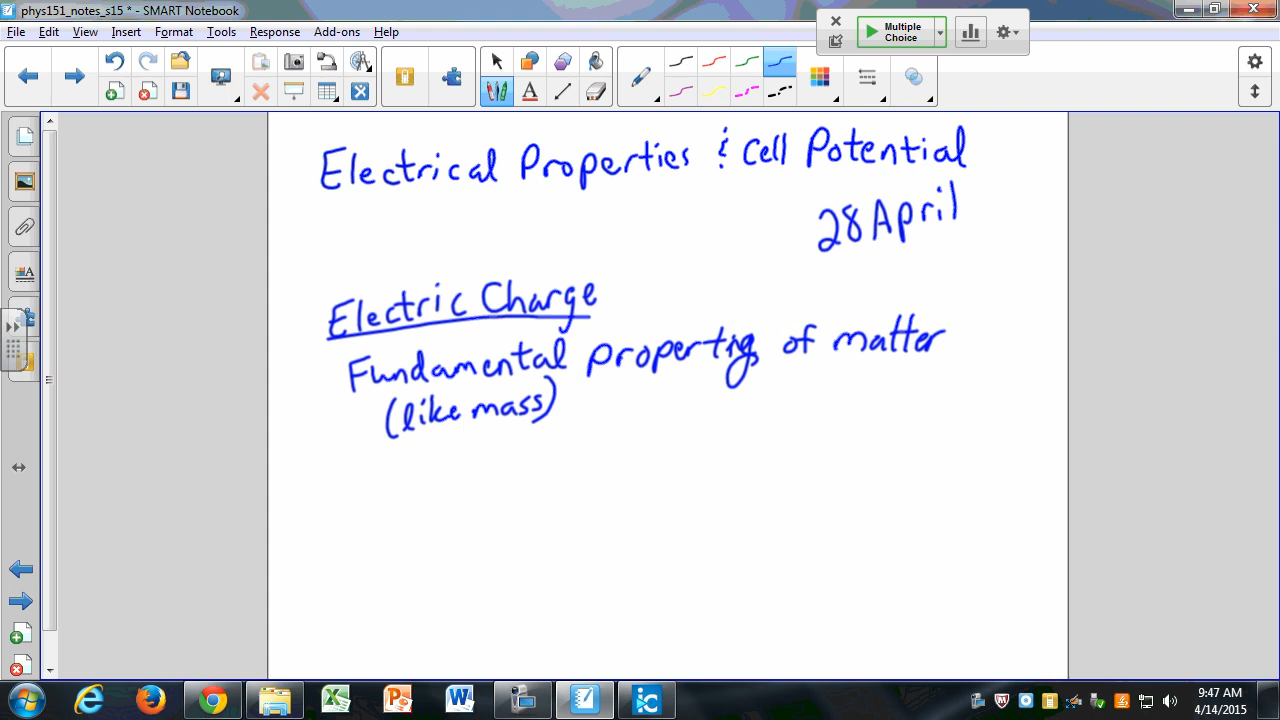 phys151_notes_s15 * - SMART Notebook
File Edit View Insert Format Tools Response Add-ons Help
Multiple
Choice
Electrical Properties & Cell Potential
28 April
Electric Charge
Fundamental property of matter
(like mass)
9:47 AM
4/14/2015